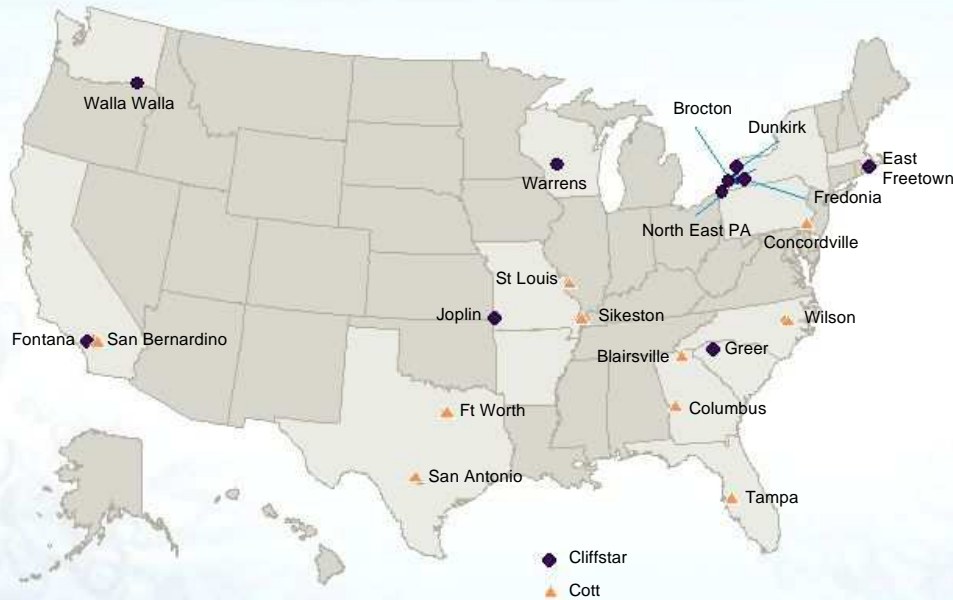 Brocton
Dunkirk
Walla Walla
East
Freetown
Warrens
Fredonia
North East PA
Concordville
St Louis
Joplin
Sikeston
Wilson
Fontana
San Bernardino
Greer
Blairsville
Ft Worth
Columbus
San Antonio
Tampa
Cliffstar
Cott